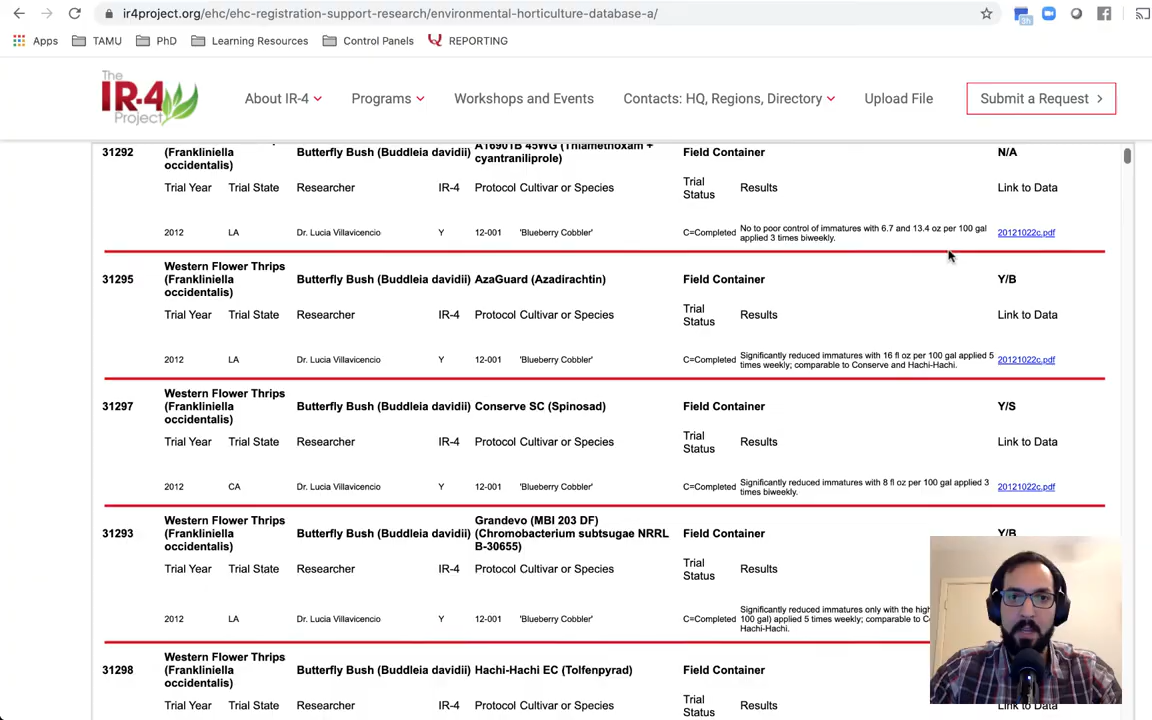 ir4project.org/ehc/ehc-registration-support-research/environmental-horticulture-database-a/
3h
Apps TAMU PhD Learning Resources Control Panels REPORTING
The IR-4 Project
About IR-4 Programs Workshops and Events Contacts: HQ, Regions, Directory Upload File Submit a Request
31292
(Frankliniella
occidentalis)
Butterfly Bush (Buddleia davidii)
A16901B 45WG (Thiamethoxam +
cyantraniliprole)
Field Container
N/A
Trial Year Trial State Researcher IR-4 Protocol Cultivar or Species Trial Status Results Link to Data
2012 LA Dr. Lucia Villavicencio Y 12-001 'Blueberry Cobbler' C=Completed
No to poor control of immatures with 6.7 and 13.4 oz per 100 gal
applied 3 times biweekly.
20121022c.pdf
31295
Western Flower Thrips
(Frankliniella
occidentalis)
Butterfly Bush (Buddleia davidii) AzaGuard (Azadirachtin) Field Container Y/B
Trial Year Trial State Researcher IR-4 Protocol Cultivar or Species Trial Status Results Link to Data
2012 LA Dr. Lucia Villavicencio Y 12-001 'Blueberry Cobbler' C=Completed
Significantly reduced immatures with 16 fl oz per 100 gal applied 5
times weekly; comparable to Conserve and Hachi-Hachi.
20121022c.pdf
31297
Western Flower Thrips
(Frankliniella
occidentalis)
Butterfly Bush (Buddleia davidii) Conserve SC (Spinosad) Field Container Y/S
Trial Year Trial State Researcher IR-4 Protocol Cultivar or Species Trial Status Results Link to Data
2012 CA Dr. Lucia Villavicencio Y 12-001 'Blueberry Cobbler' C=Completed
Significantly reduced immatures with 8 fl oz per 100 gal applied 3
times biweekly.
20121022c.pdf
31293
Western Flower Thrips
(Frankliniella
occidentalis)
Butterfly Bush (Buddleia davidii)
Grandevo (MBI 203 DF)
(Chromobacterium subtsugae NRRL
B-30655)
Field Container
Y/B
Trial Year Trial State Researcher IR-4 Protocol Cultivar or Species Trial Status Results
2012 LA Dr. Lucia Villavicencio Y 12-001 'Blueberry Cobbler' C=Completed
Significantly reduced immatures only with the hig
100 gal) applied 5 times weekly; comparable to C
Hachi-Hachi.
31298
Western Flower Thrips
(Frankliniella
occidentalis)
Butterfly Bush (Buddleia davidii) Hachi-Hachi EC (Tolfenpyrad) Field Container
Trial Year Trial State Researcher IR-4 Protocol Cultivar or Species Trial Status Results Link to Data